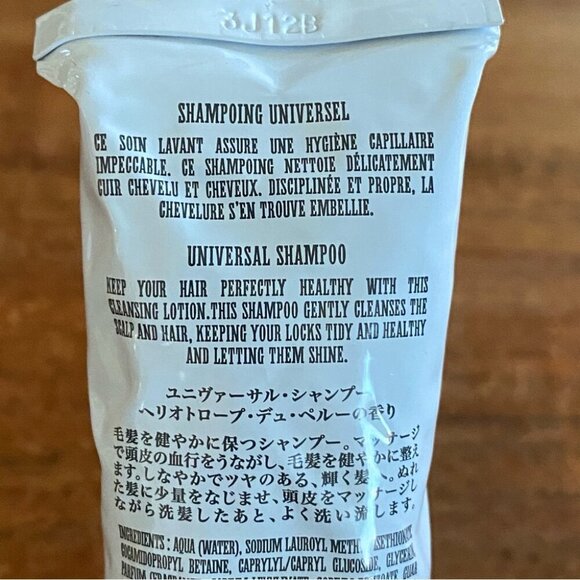 3J12B
SHAMPOING UNIVERSEL
CE SOIN LAVANT ASSURE UNE HYGIÈNE CAPILLAIRE
IMPECCABLE. CE SHAMPOING NETTOIE DÉLICATEMENT
CUIR CHEVELU ET CHEVEUX. DISCIPLINÉE ET PROPRE, LA
CHEVELURE S'EN TROUVE EMBELLIE.
UNIVERSAL SHAMPOO
KEEP YOUR HAIR PERFECTLY HEALTHY WITH THIS
CLEANSING LOTION.THIS SHAMPOO GENTLY CLEANSES THE
SCALP AND HAIR, KEEPING YOUR LOCKS TIDY AND HEALTHY
AND LETTING THEM SHINE.
ユニヴァーサル・シャンプー
ヘリオトロープ・デュ・ペルーの香り
毛髪を健やかに保つシャンプー。マッサージ
で頭皮の血行をうながし、毛髪を健やかに整え
ます。しなやかでツヤのある、輝く髪へ。ぬれ
た髪に少量をなじませ、頭皮をマッサージし
ながら洗髪したあと、よく洗い流します。
INGREDIENTS : AQUA (WATER), SODIUM LAUROYL METHYL ISETHIONATE,
COCAMIDOPROPYL BETAINE, CAPRYLYL/CAPRYL GLUCOSIDE,